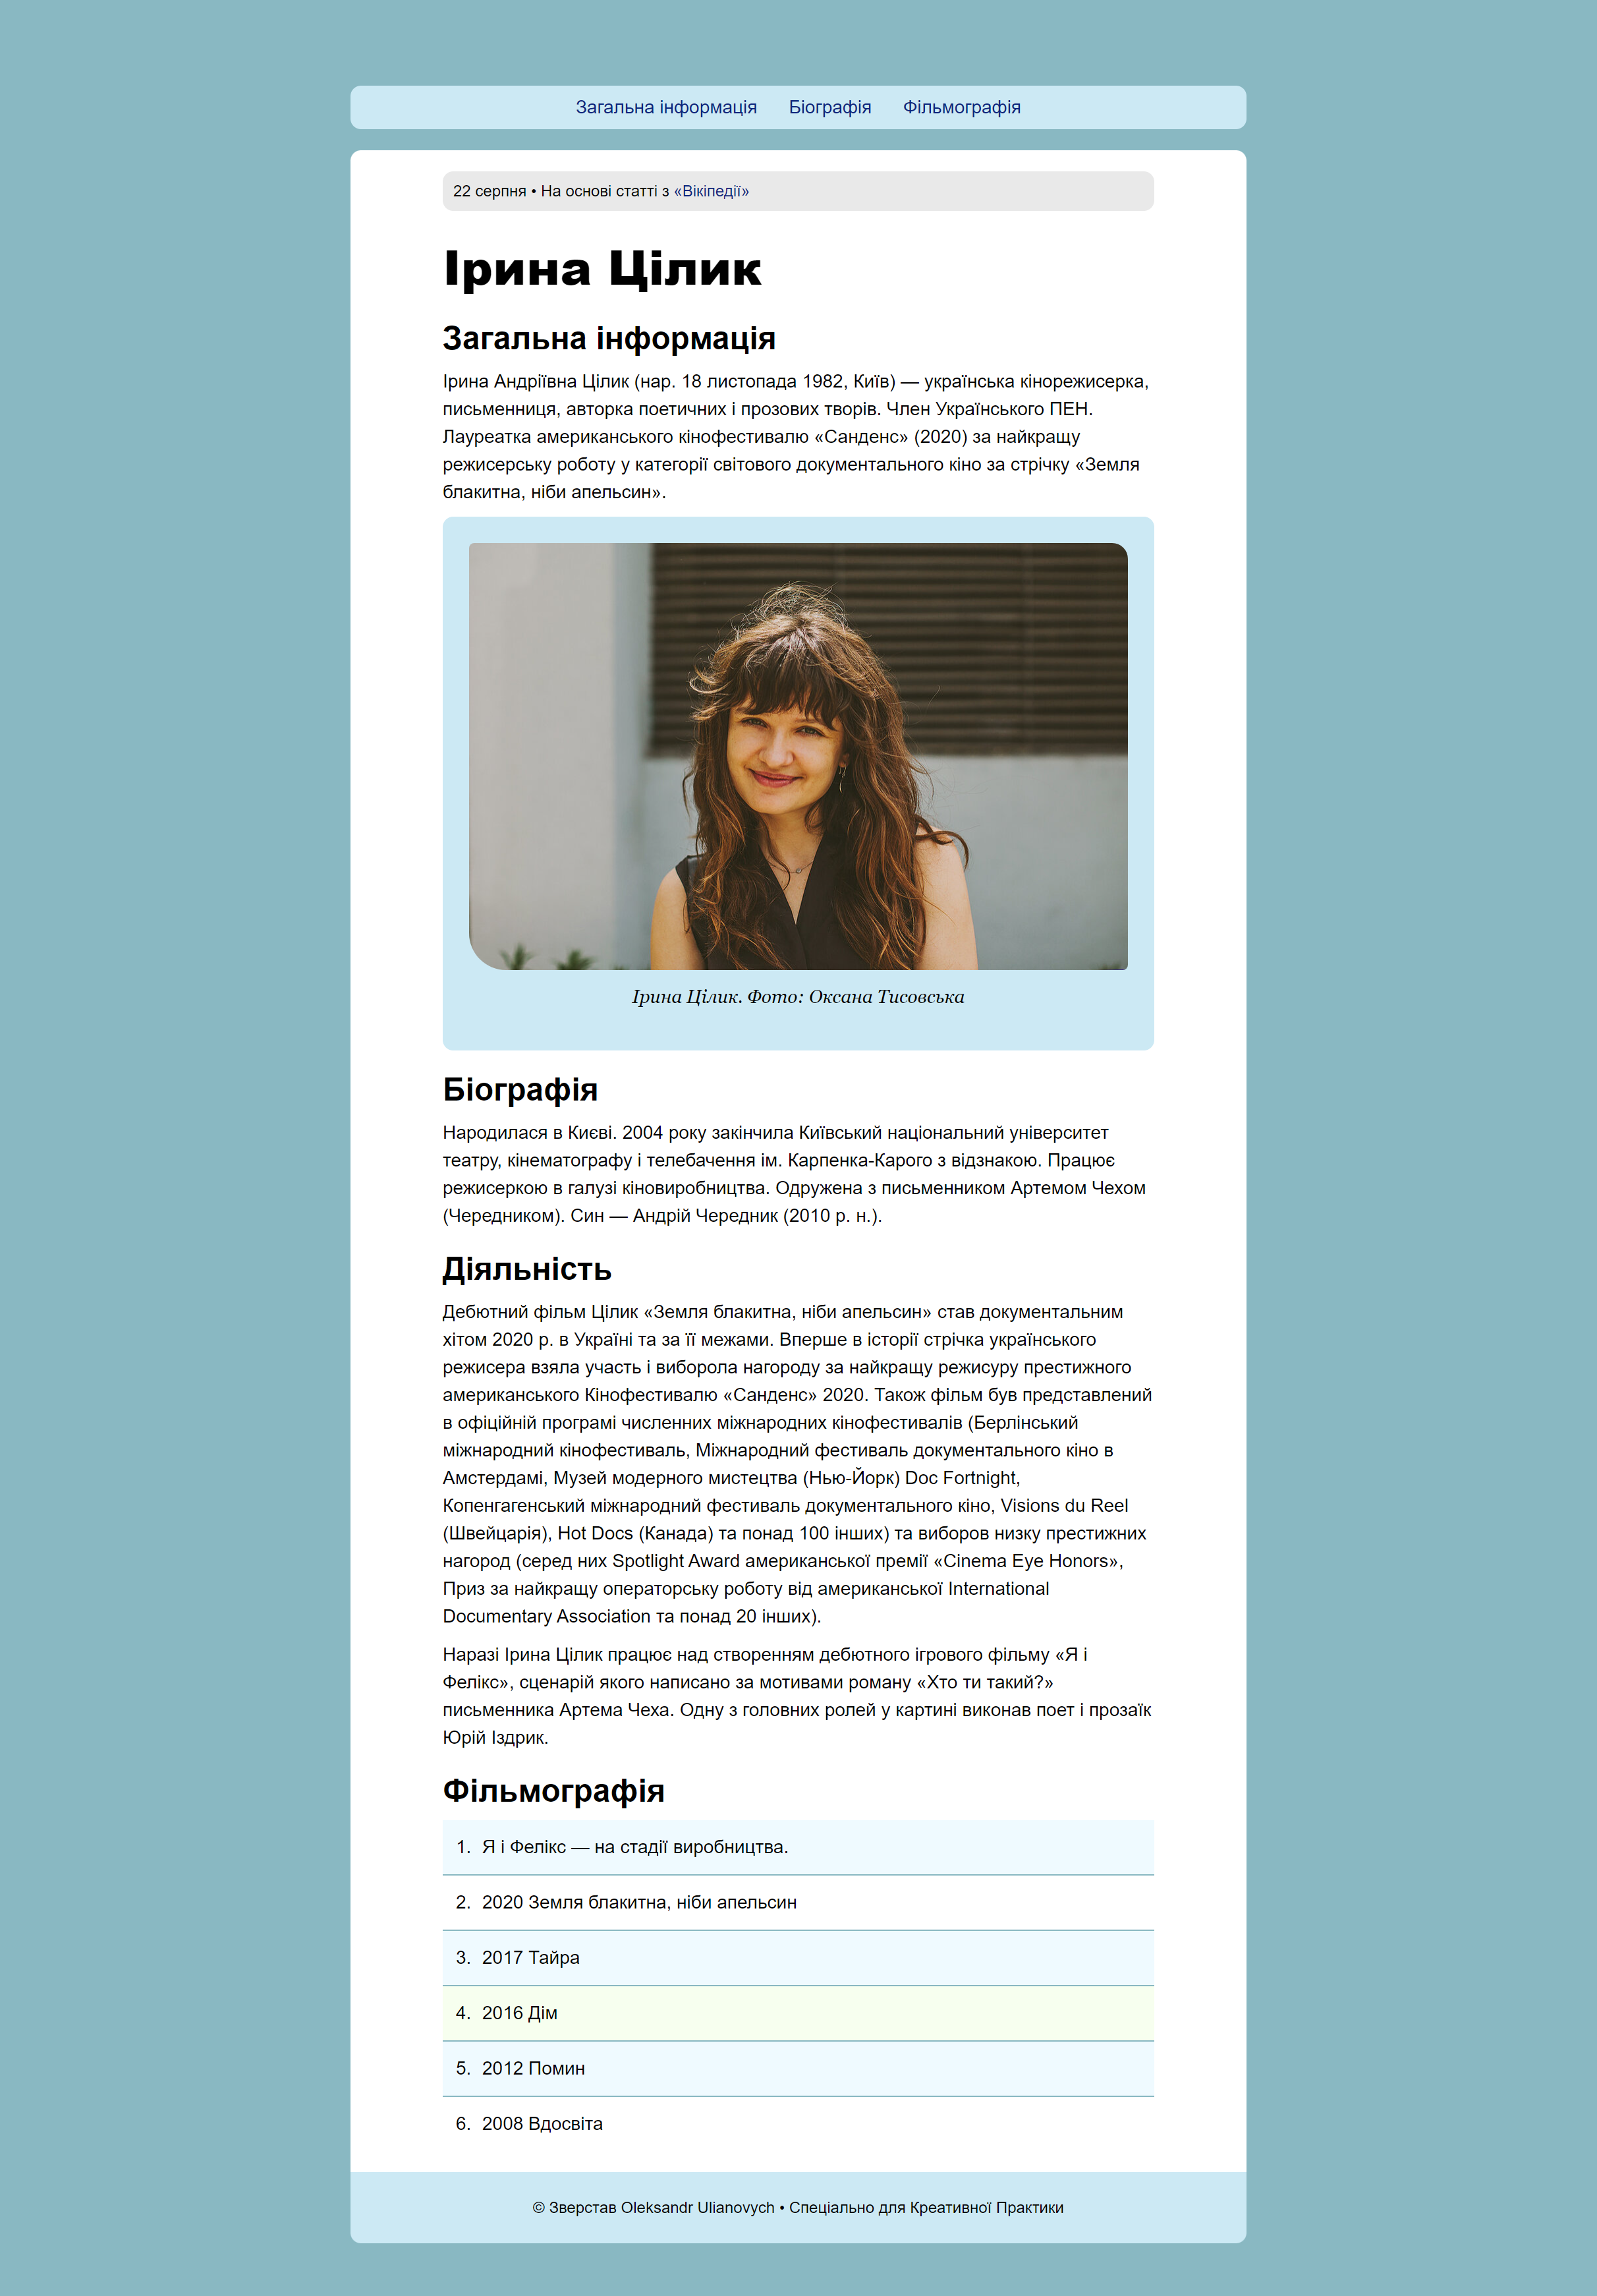 Загальна інформація Біографія Фільмографія
22 серпня • На основі статті з «Вікіпедії»
Ірина Цілик
Загальна інформація
Ірина Андріївна Цілик (нар. 18 листопада 1982, Київ) — українська кінорежисерка,
письменниця, авторка поетичних і прозових творів. Член Українського ПЕН.
Лауреатка американського кінофестивалю «Санденс» (2020) за найкращу
режисерську роботу у категорії світового документального кіно за стрічку «Земля
блакитна, ніби апельсин».
Ірина Цілик. Фото: Оксана Тисовська
Біографія
Народилася в Києві. 2004 року закінчила Київський національний університет
театру, кінематографу і телебачення ім. Карпенка-Карого з відзнакою. Працює
режисеркою в галузі кіновиробництва. Одружена з письменником Артемом Чехом
(Чередником). Син — Андрій Чередник (2010 р. н.).
Діяльність
Дебютний фільм Цілик «Земля блакитна, ніби апельсин» став документальним
хітом 2020 р. в Україні та за її межами. Вперше в історії стрічка українського
режисера взяла участь і виборола нагороду за найкращу режисуру престижного
американського Кінофестивалю «Санденс» 2020. Також фільм був представлений
в офіційній програмі численних міжнародних кінофестивалів (Берлінський
міжнародний кінофестиваль, Міжнародний фестиваль документального кіно в
Амстердамі, Музей модерного мистецтва (Нью-Йорк) Doc Fortnight,
Копенгагенський міжнародний фестиваль документального кіно, Visions du Reel
(Швейцарія), Hot Docs (Канада) та понад 100 інших) та виборов низку престижних
нагород (серед них Spotlight Award американської премії «Cinema Eye Honors»,
Приз за найкращу операторську роботу від американської International
Documentary Association та понад 20 інших).
Наразі Ірина Цілик працює над створенням дебютного ігрового фільму «Я і
Фелікс», сценарій якого написано за мотивами роману «Хто ти такий?»
письменника Артема Чеха. Одну з головних ролей у картині виконав поет і прозаїк
Юрій Іздрик.
Фільмографія
1. Я і Фелікс — на стадії виробництва.
2. 2020 Земля блакитна, ніби апельсин
3. 2017 Тайра
4. 2016 Дім
5. 2012 Помин
6. 2008 Вдосвіта
© Зверстав Oleksandr Ulianovych • Спеціально для Креативної Практики